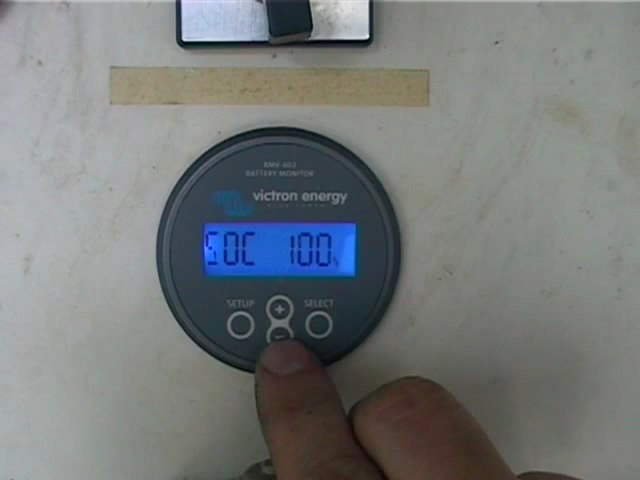 BMV-602
BATTERY MONITOR
victron energy
SOC 100%
SETUP + SELECT
-